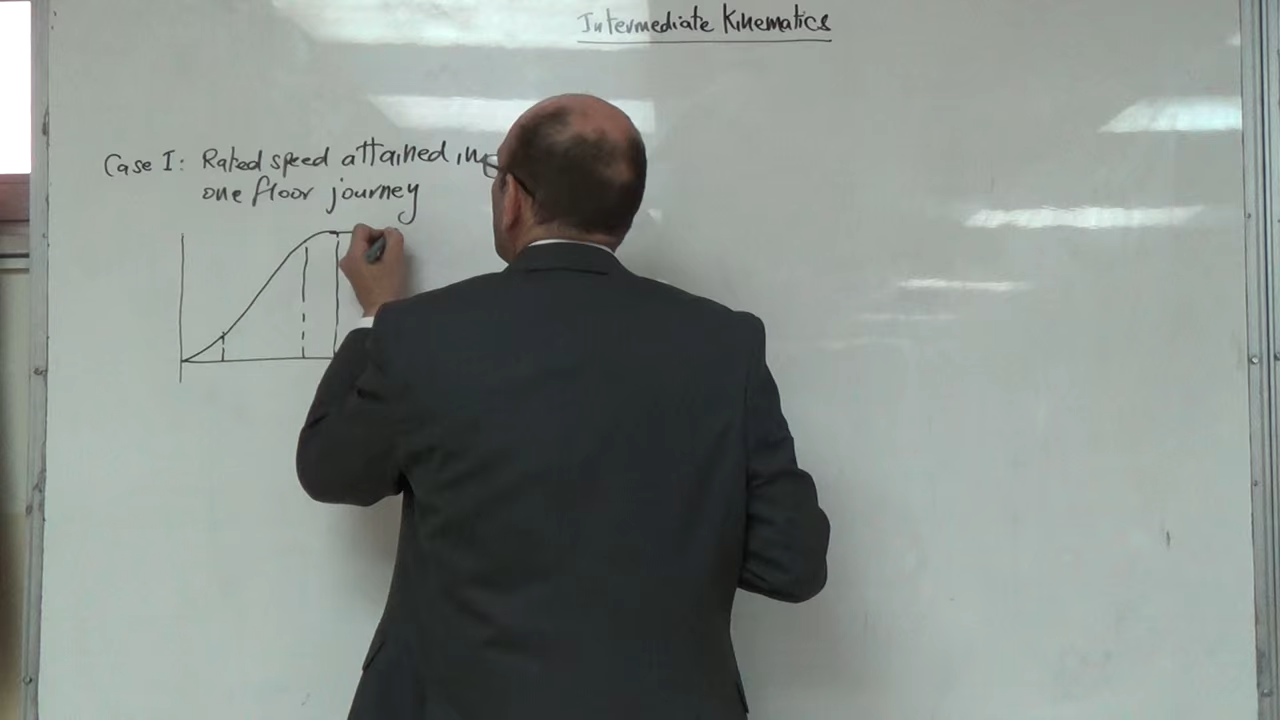 Intermediate Kinematics
Case I: Rated speed attained in
one floor journey